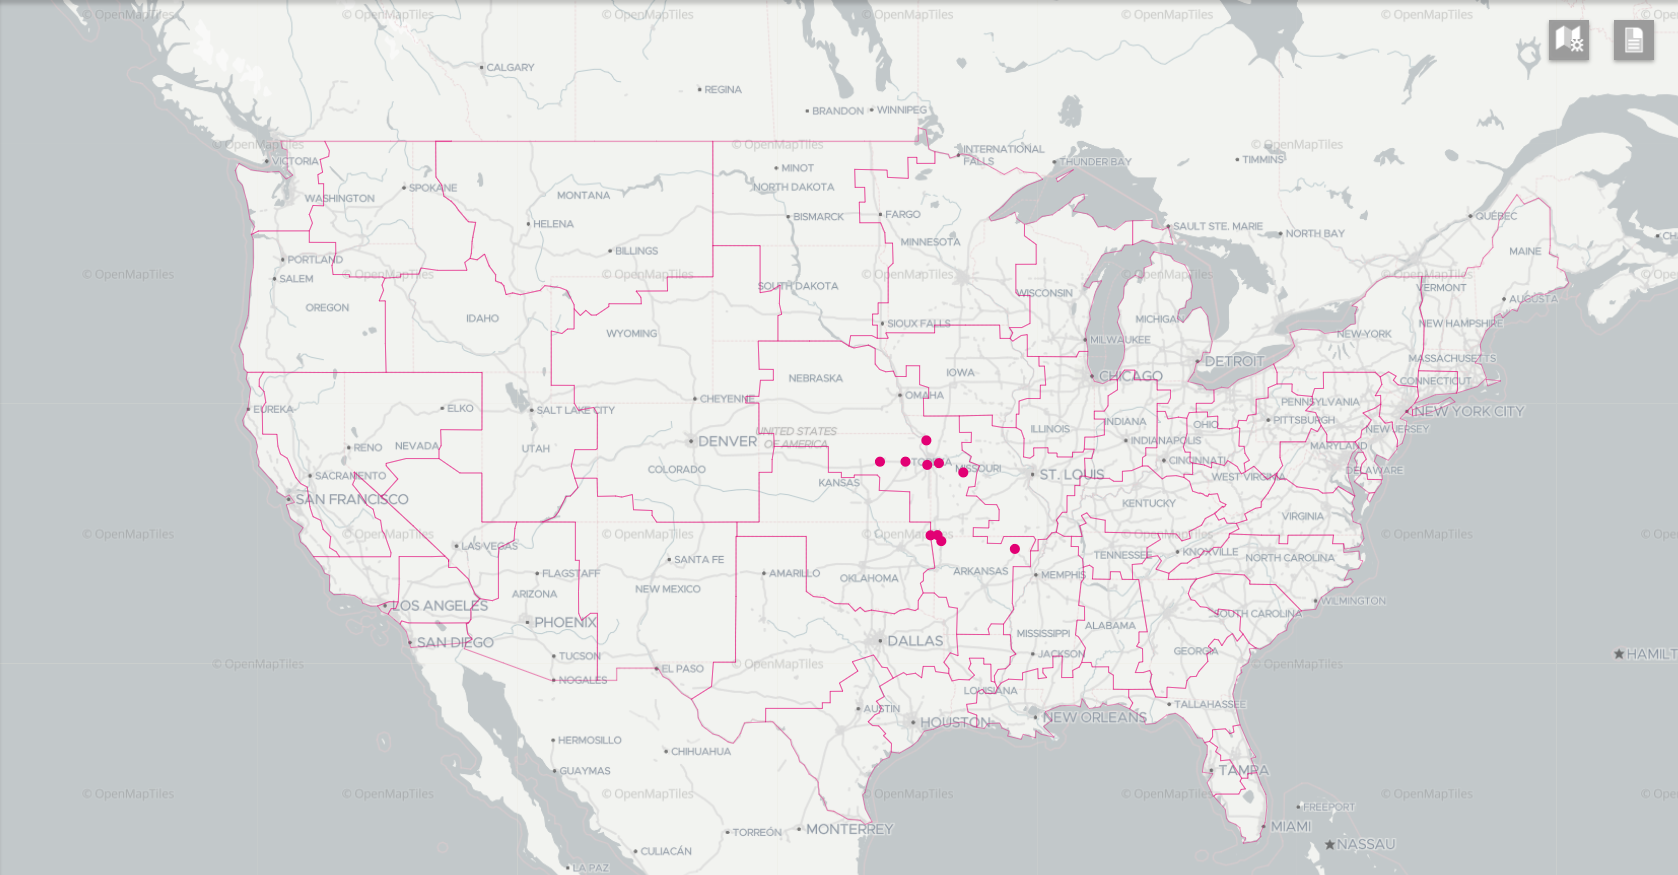 © OpenMapTiles © OpenMapTiles © OpenMapTiles © OpenMapTiles © OpenMapTiles
CALGARY
REGINA
BRANDON WINNIPEG
© OpenMapTiles © OpenMapTiles © OpenMapTiles
VICTORIA
INTERNATIONAL
FALLS
THUNDER BAY
TIMMINS
MINOT
NORTH DAKOTA
SPOKANE
MONTANA
WASHINGTON
BISMARCK
FARGO
QUÉBEC
HELENA
SAULT STE. MARIE
NORTH BAY
MINNESOTA
BILLINGS
MAINE
PORTLAND
© OpenMapTiles © OpenMapTiles © OpenMapTiles © OpenMapTiles © OpenMapTiles © OpenMapTiles
SALEM
SOUTH DAKOTA
VERMONT
WISCONSIN
AUGUSTA
OREGON
IDAHO
MICHIGAN
SIOUX FALLS
NEW HAMPSHIRE
WYOMING
NEW YORK
MILWAUKEE
MASSACHUSETTS
DETROIT
IOWA
CHICAGO
NEBRASKA
CONNECTICUT
OMAHA
CHEYENNE
PENNSYLVANIA
EUREKA
ELKO
SALT LAKE CITY
NEW YORK CITY
INDIANA
OHIO
PITTSBURGH
UNITED STATES
OF AMERICA
ILLINOIS
NEW JERSEY
DENVER
INDIANAPOLIS
RENO
NEVADA
UTAH
MARYLAND
CINCINNATI
COLORADO
MISSOURI
DELAWARE
SACRAMENTO
ST. LOUIS
WEST VIRGINIA
KANSAS
SAN FRANCISCO
KENTUCKY
VIRGINIA
© OpenMapTiles © OpenMapTiles © OpenMapTiles © OpenMapTiles © OpenMapTiles
LAS VEGAS
TENNESSEE
KNOXVILLE
NORTH CAROLINA
SANTA FE
FLAGSTAFF
AMARILLO
ARKANSAS
MEMPHIS
OKLAHOMA
NEW MEXICO
ARIZONA
WILMINGTON
LOS ANGELES
SOUTH CAROLINA
PHOENIX
ALABAMA
MISSISSIPPI
SAN DIEGO
DALLAS
GEORGIA
JACKSON
HAMILT
TUCSON
© OpenMapTiles © OpenMapTiles © OpenMapTiles
EL PASO
NOGALES
LOUISIANA
TALLAHASSEE
AUSTIN
NEW ORLEANS
HOUSTON
HERMOSILLO
CHIHUAHUA
GUAYMAS
TAMPA
© OpenMapTiles © OpenMapTiles © OpenMapTiles © OpenMapTiles © OpenMapTiles © OpenMapTiles
FREEPORT
MIAMI
MONTERREY
TORREÓN
NASSAU
CULIACÁN
LA PAZ